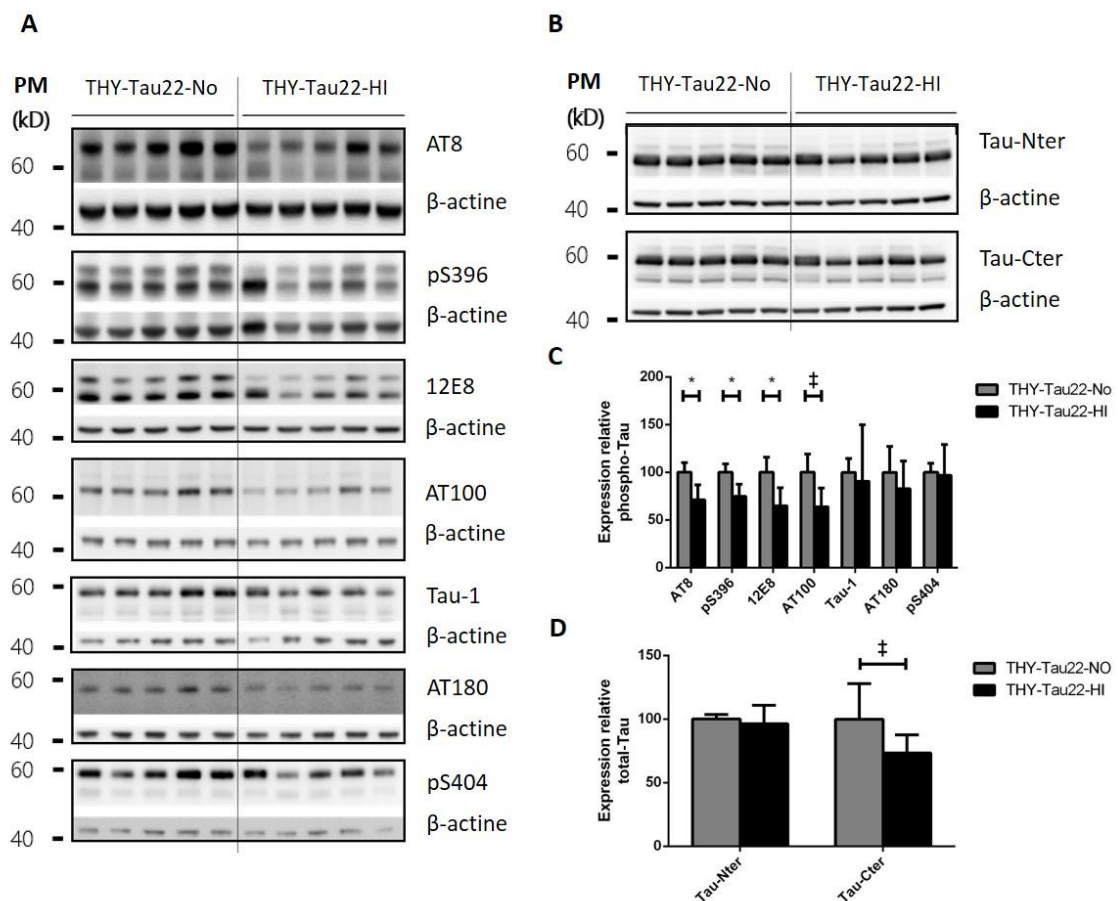 A
PM
(kD)
THY-Tau22-No
THY-Tau22-HI
60
40
AT8
β-actine
60
40
pS396
β-actine
60
40
12E8
β-actine
60
40
AT100
β-actine
60
40
Tau-1
β-actine
60
40
AT180
β-actine
60
40
pS404
β-actine
B
PM
(kD)
THY-Tau22-No
THY-Tau22-HI
60
40
Tau-Nter
β-actine
60
40
Tau-Cter
β-actine
C
Expression relative
phospho-Tau
200
150
100
50
0
* * * ‡
AT8
pS396
12E8
AT100
Tau-1
AT180
pS404
THY-Tau22-No
THY-Tau22-HI
D
Expression relative
total-Tau
150
100
50
0
‡
Tau-Nter
Tau-Cter
THY-Tau22-NO
THY-Tau22-HI